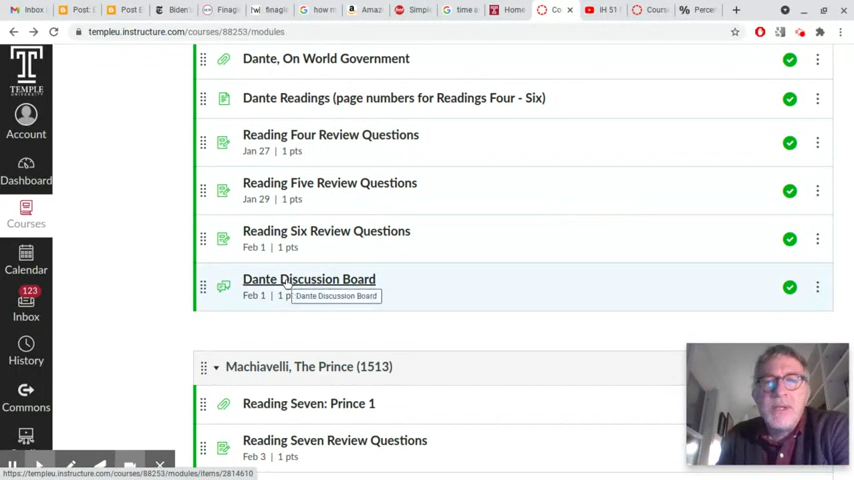 Inbox
Post:
Post E
Biden'
Finagl
finagle
how m
Amazo
Simple
time a
Home
Co
IH 51
Cours
Percen
templeu.instructure.com/courses/88253/modules
TEMPLE
UNIVERSITY
Account
Dashboard
Courses
Calendar
123
Inbox
History
Commons
Dante, On World Government
Dante Readings (page numbers for Readings Four - Six)
Reading Four Review Questions
Jan 27 | 1 pts
Reading Five Review Questions
Jan 29 | 1 pts
Reading Six Review Questions
Feb 1 | 1 pts
Dante Discussion Board
Feb 1 | 1 p
Dante Discussion Board
Machiavelli, The Prince (1513)
Reading Seven: Prince 1
Reading Seven Review Questions
Feb 3 | 1 pts
https://templeu.instructure.com/courses/88253/modules/items/2814610